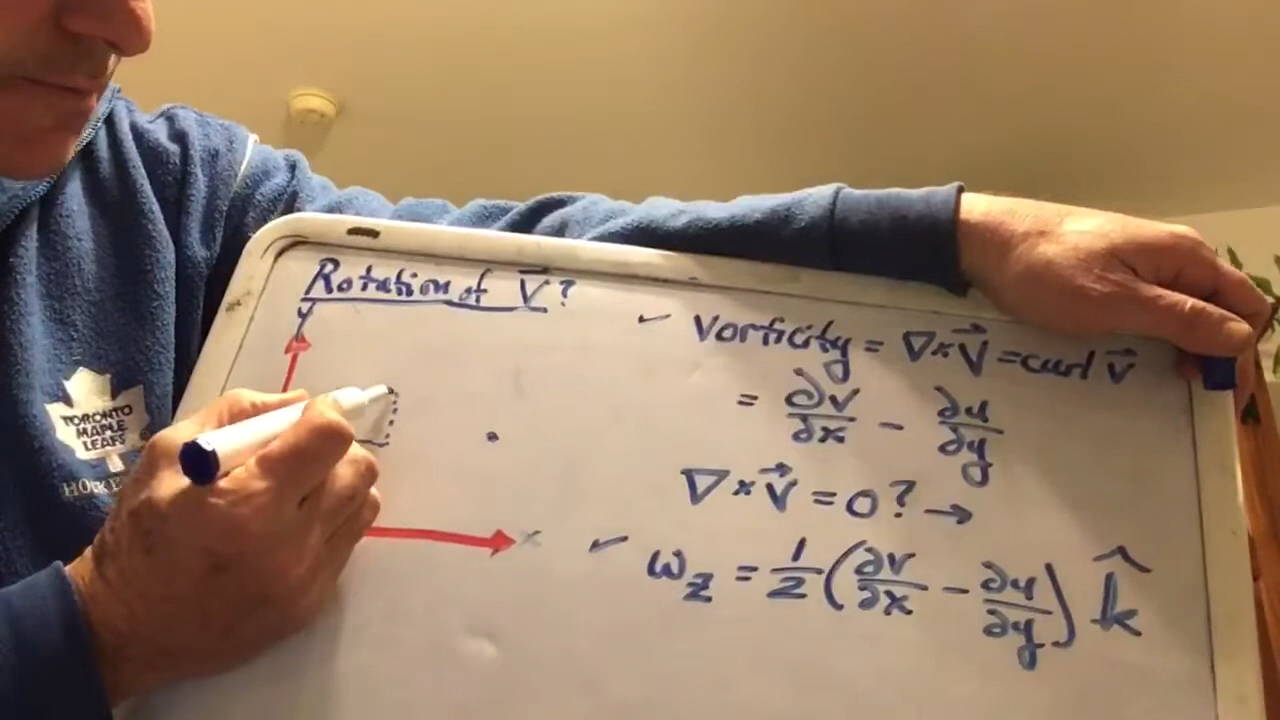 Rotation of V⃗?
Y
✓ Vorticity = ∇×V⃗ = curl V⃗
= ∂v/∂x − ∂u/∂y
∇×V⃗ = 0? →
X
✓ ω_z = 1/2 (∂v/∂x − ∂u/∂y) k̂
TORONTO
MAPLE
LEAFS